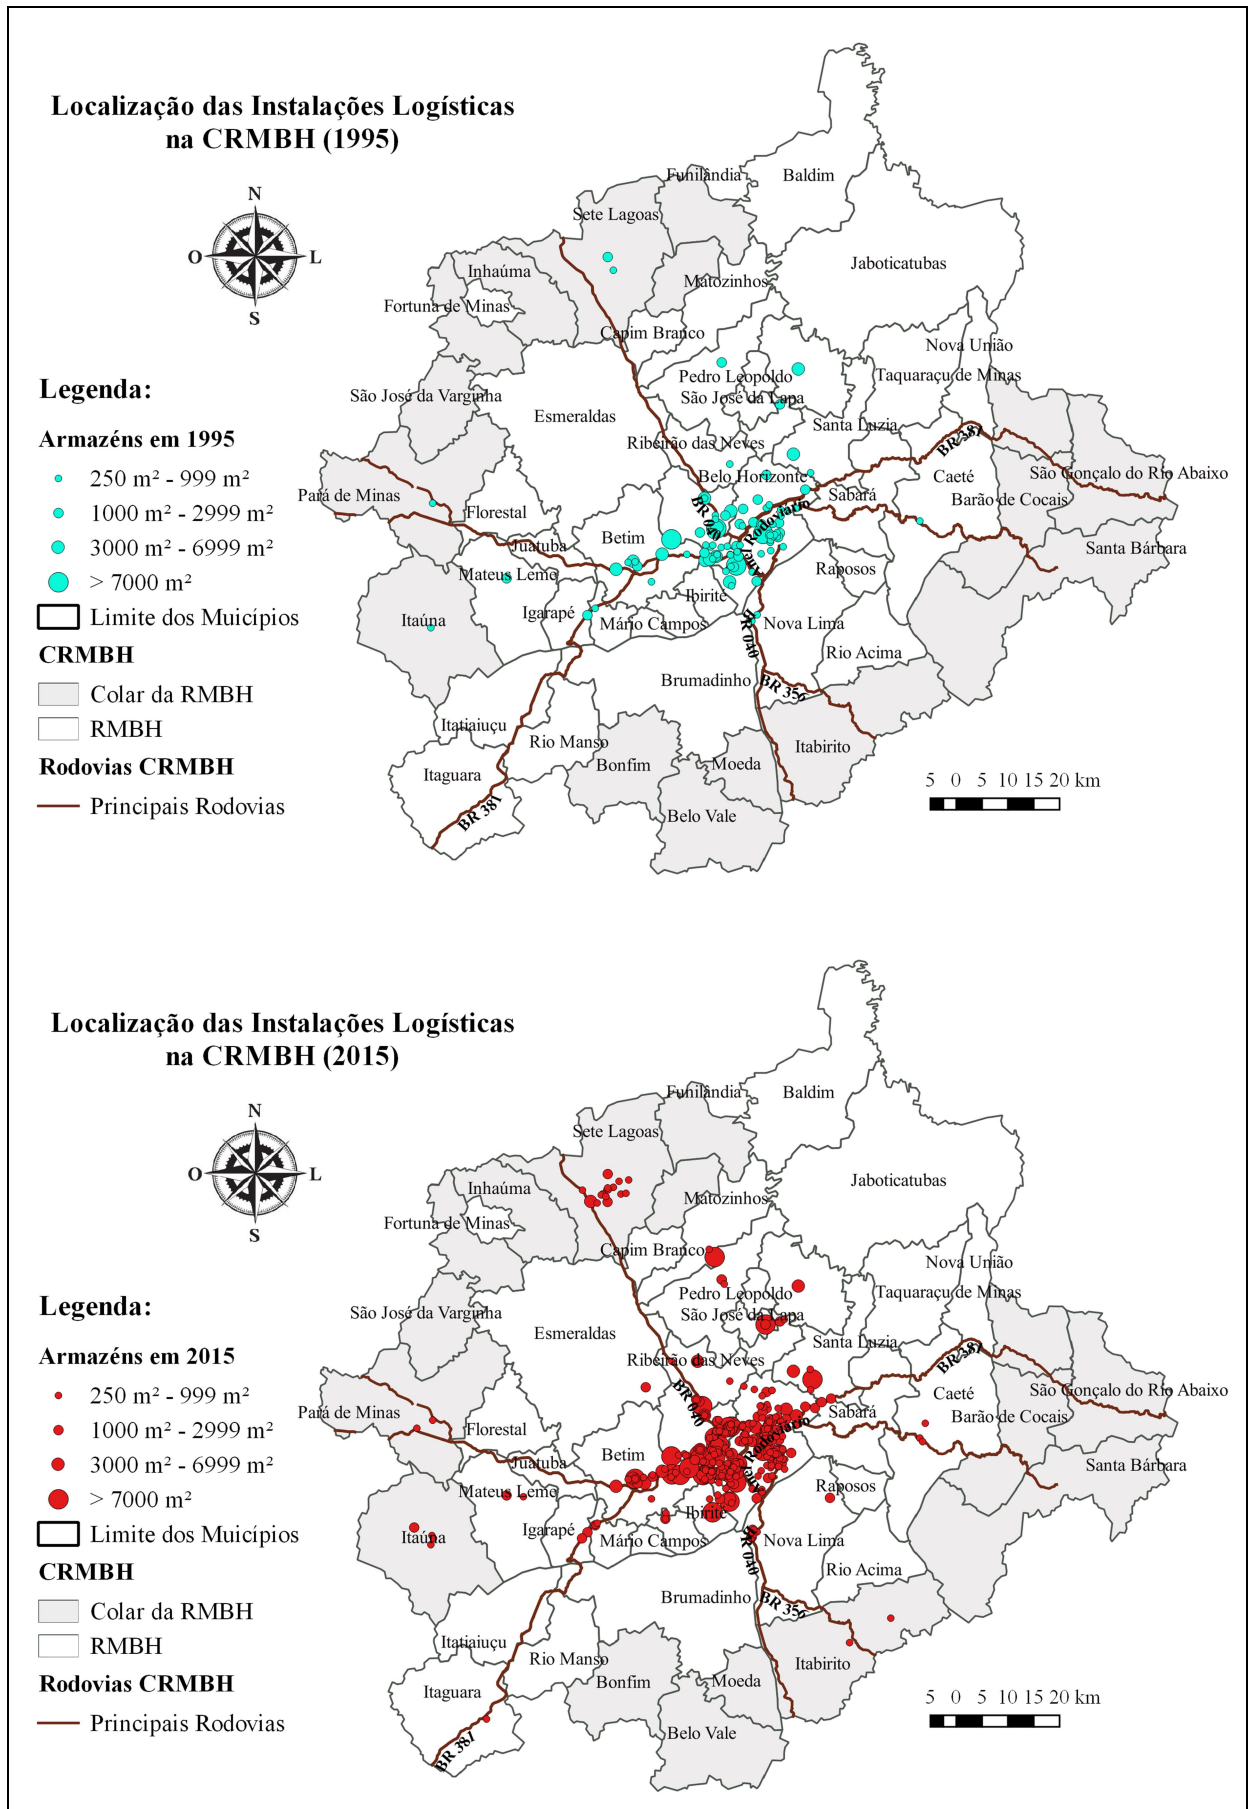 Localização das Instalações Logísticas
na CRMBH (1995)
N
O
L
S
Legenda:
Armazéns em 1995
250 m² - 999 m²
1000 m² - 2999 m²
3000 m² - 6999 m²
> 7000 m²
Limite dos Muicípios
CRMBH
Colar da RMBH
RMBH
Rodovias CRMBH
Principais Rodovias
Funilândia
Baldim
Sete Lagoas
Jaboticatubas
Inhaúma
Matozinhos
Fortuna de Minas
Capim Branco
Nova União
Pedro Leopoldo
Taquaraçu de Minas
São José da Varginha
São José da Lapa
Esmeraldas
Santa Luzia
Ribeirão das Neves
BR 381
Belo Horizonte
Caeté
São Gonçalo do Rio Abaixo
Pará de Minas
Sabará
Barão de Cocais
Florestal
BR 040
Anel Rodoviário
Betim
Juatuba
Santa Bárbara
Mateus Leme
Raposos
Ibirité
Itaúna
Igarapé
Mário Campos
BR 040
Nova Lima
Rio Acima
Brumadinho
BR 356
Itatiaiuçu
Rio Manso
Itabirito
Itaguara
Bonfim
Moeda
BR 381
Belo Vale
5 0 5 10 15 20 km
Localização das Instalações Logísticas
na CRMBH (2015)
N
O
L
S
Legenda:
Armazéns em 2015
250 m² - 999 m²
1000 m² - 2999 m²
3000 m² - 6999 m²
> 7000 m²
Limite dos Muicípios
CRMBH
Colar da RMBH
RMBH
Rodovias CRMBH
Principais Rodovias
Funilândia
Baldim
Sete Lagoas
Jaboticatubas
Inhaúma
Matozinhos
Fortuna de Minas
Capim Branco
Nova União
Pedro Leopoldo
Taquaraçu de Minas
São José da Varginha
São José da Lapa
Esmeraldas
Santa Luzia
Ribeirão das Neves
BR 381
BR 040
Caeté
São Gonçalo do Rio Abaixo
Pará de Minas
Sabará
Barão de Cocais
Florestal
Anel Rodoviário
Betim
Juatuba
Santa Bárbara
Mateus Leme
Raposos
Ibirité
Itaúna
Igarapé
Mário Campos
BR 040
Nova Lima
Rio Acima
Brumadinho
BR 356
Itatiaiuçu
Rio Manso
Itabirito
Itaguara
Bonfim
Moeda
BR 381
Belo Vale
5 0 5 10 15 20 km